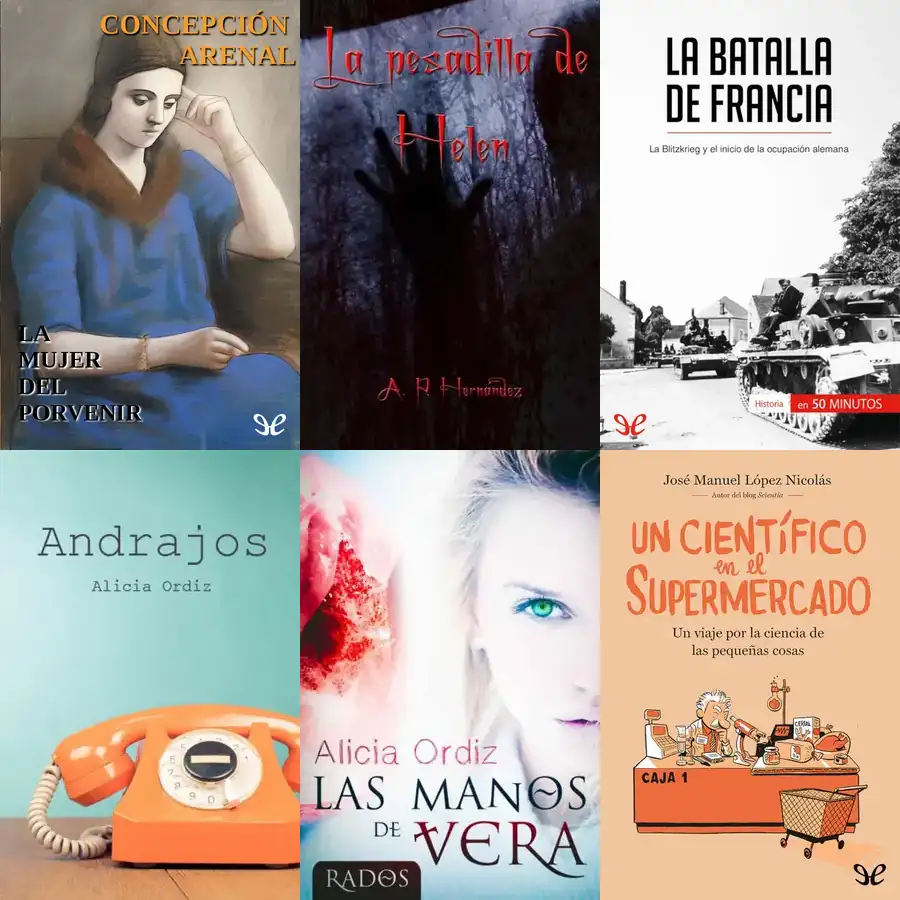 CONCEPCIÓN
ARENAL
LA
MUJER
DEL
PORVENIR
La pesadilla de
Helen
A. P. Hernández
LA BATALLA
DE FRANCIA
La Blitzkrieg y el inicio de la ocupación alemana
Historia en 50 MINUTOS
Andrajos
Alicia Ordiz
Alicia Ordiz
LAS MANOS
DE VERA
RADOS
José Manuel López Nicolás
Autor del blog Scientia
UN CIENTÍFICO
en el
SUPERMERCADO
Un viaje por la ciencia de
las pequeñas cosas
CEREAL
CAJA 1